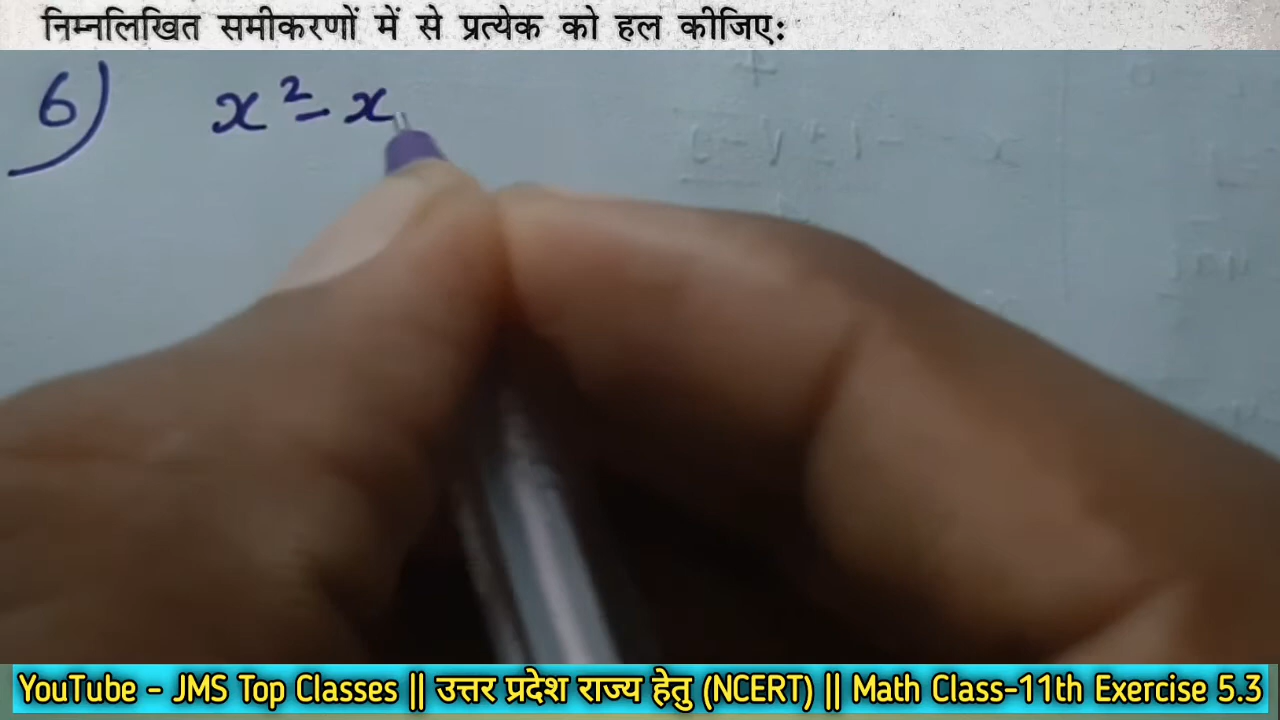 निम्नलिखित समीकरणों में से प्रत्येक को हल कीजिए:
6) x² - x
YouTube - JMS Top Classes || उत्तर प्रदेश राज्य हेतु (NCERT) || Math Class-11th Exercise 5.3